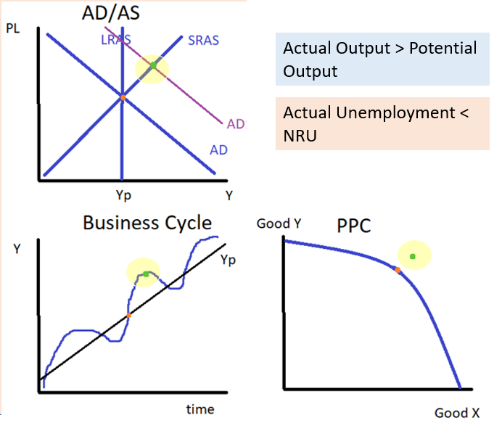 AD/AS
PL
LRAS
SRAS
AD
AD
Yp
Y
Actual Output > Potential
Output
Actual Unemployment <
NRU
Business Cycle
Y
Yp
time
PPC
Good Y
Good X